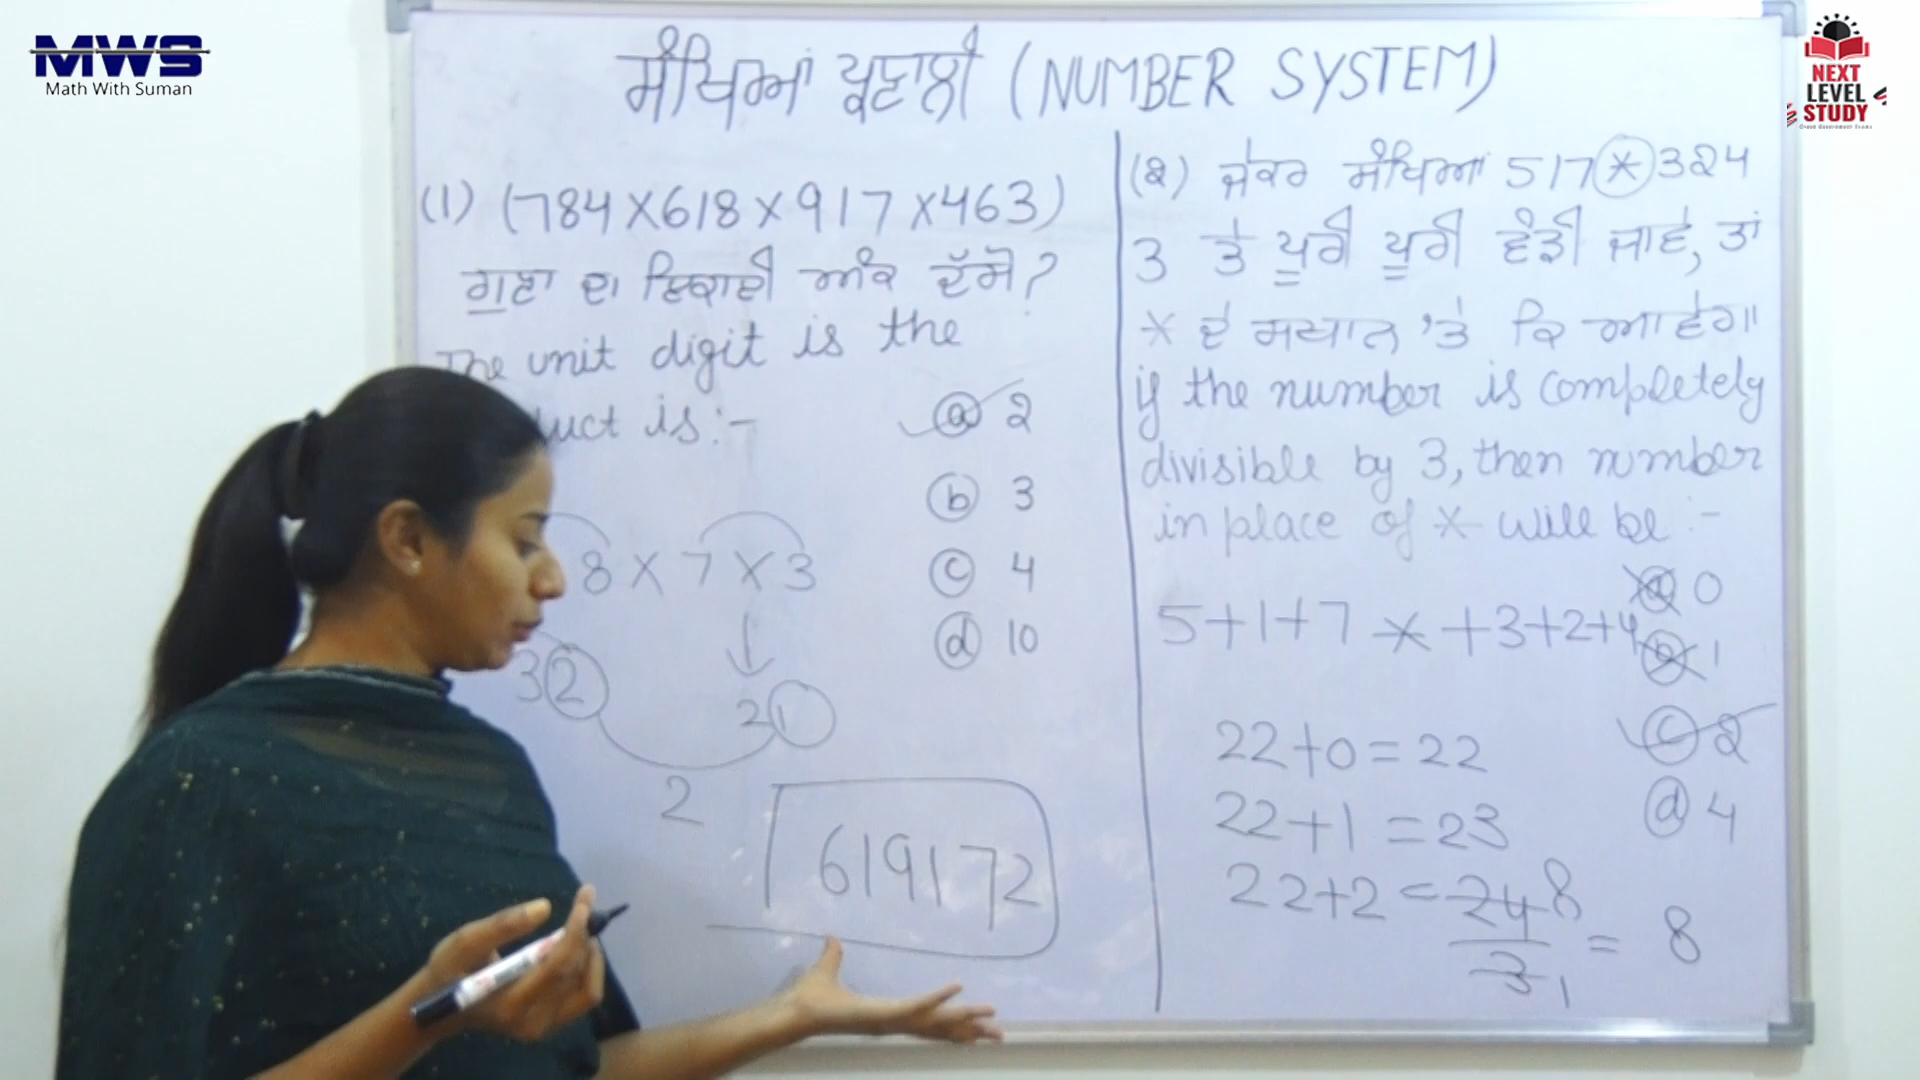 MWS
Math With Suman
NEXT
LEVEL
STUDY
ਸੰਖਿਆਂ ਪ੍ਰਣਾਲੀ (NUMBER SYSTEM)
(1) (784×618×917×463)
ਗੁਣਾ ਦਾ ਇਕਾਈ ਅੰਕ ਦੱਸੋ?
The unit digit is the
uct is:-
ⓐ 2
ⓑ 3
ⓒ 4
ⓓ 10
8 × 7 × 3
32
21
2
619172
(2) ਜੇਕਰ ਸੰਖਿਆਂ 517*324
3 ਤੇ ਪੂਰੀ ਪੂਰੀ ਵੰਡੀ ਜਾਵੇ, ਤਾਂ
* ਦੇ ਸਥਾਨ 'ਤੇ ਕਿ ਆਵੇਗਾ
if the number is completely
divisible by 3, then number
in place of * will be :-
ⓐ 0
ⓑ 1
ⓒ 2
ⓓ 4
5+1+7 * +3+2+4
22+0=22
22+1=23
22+2=24 8
3 1 = 8